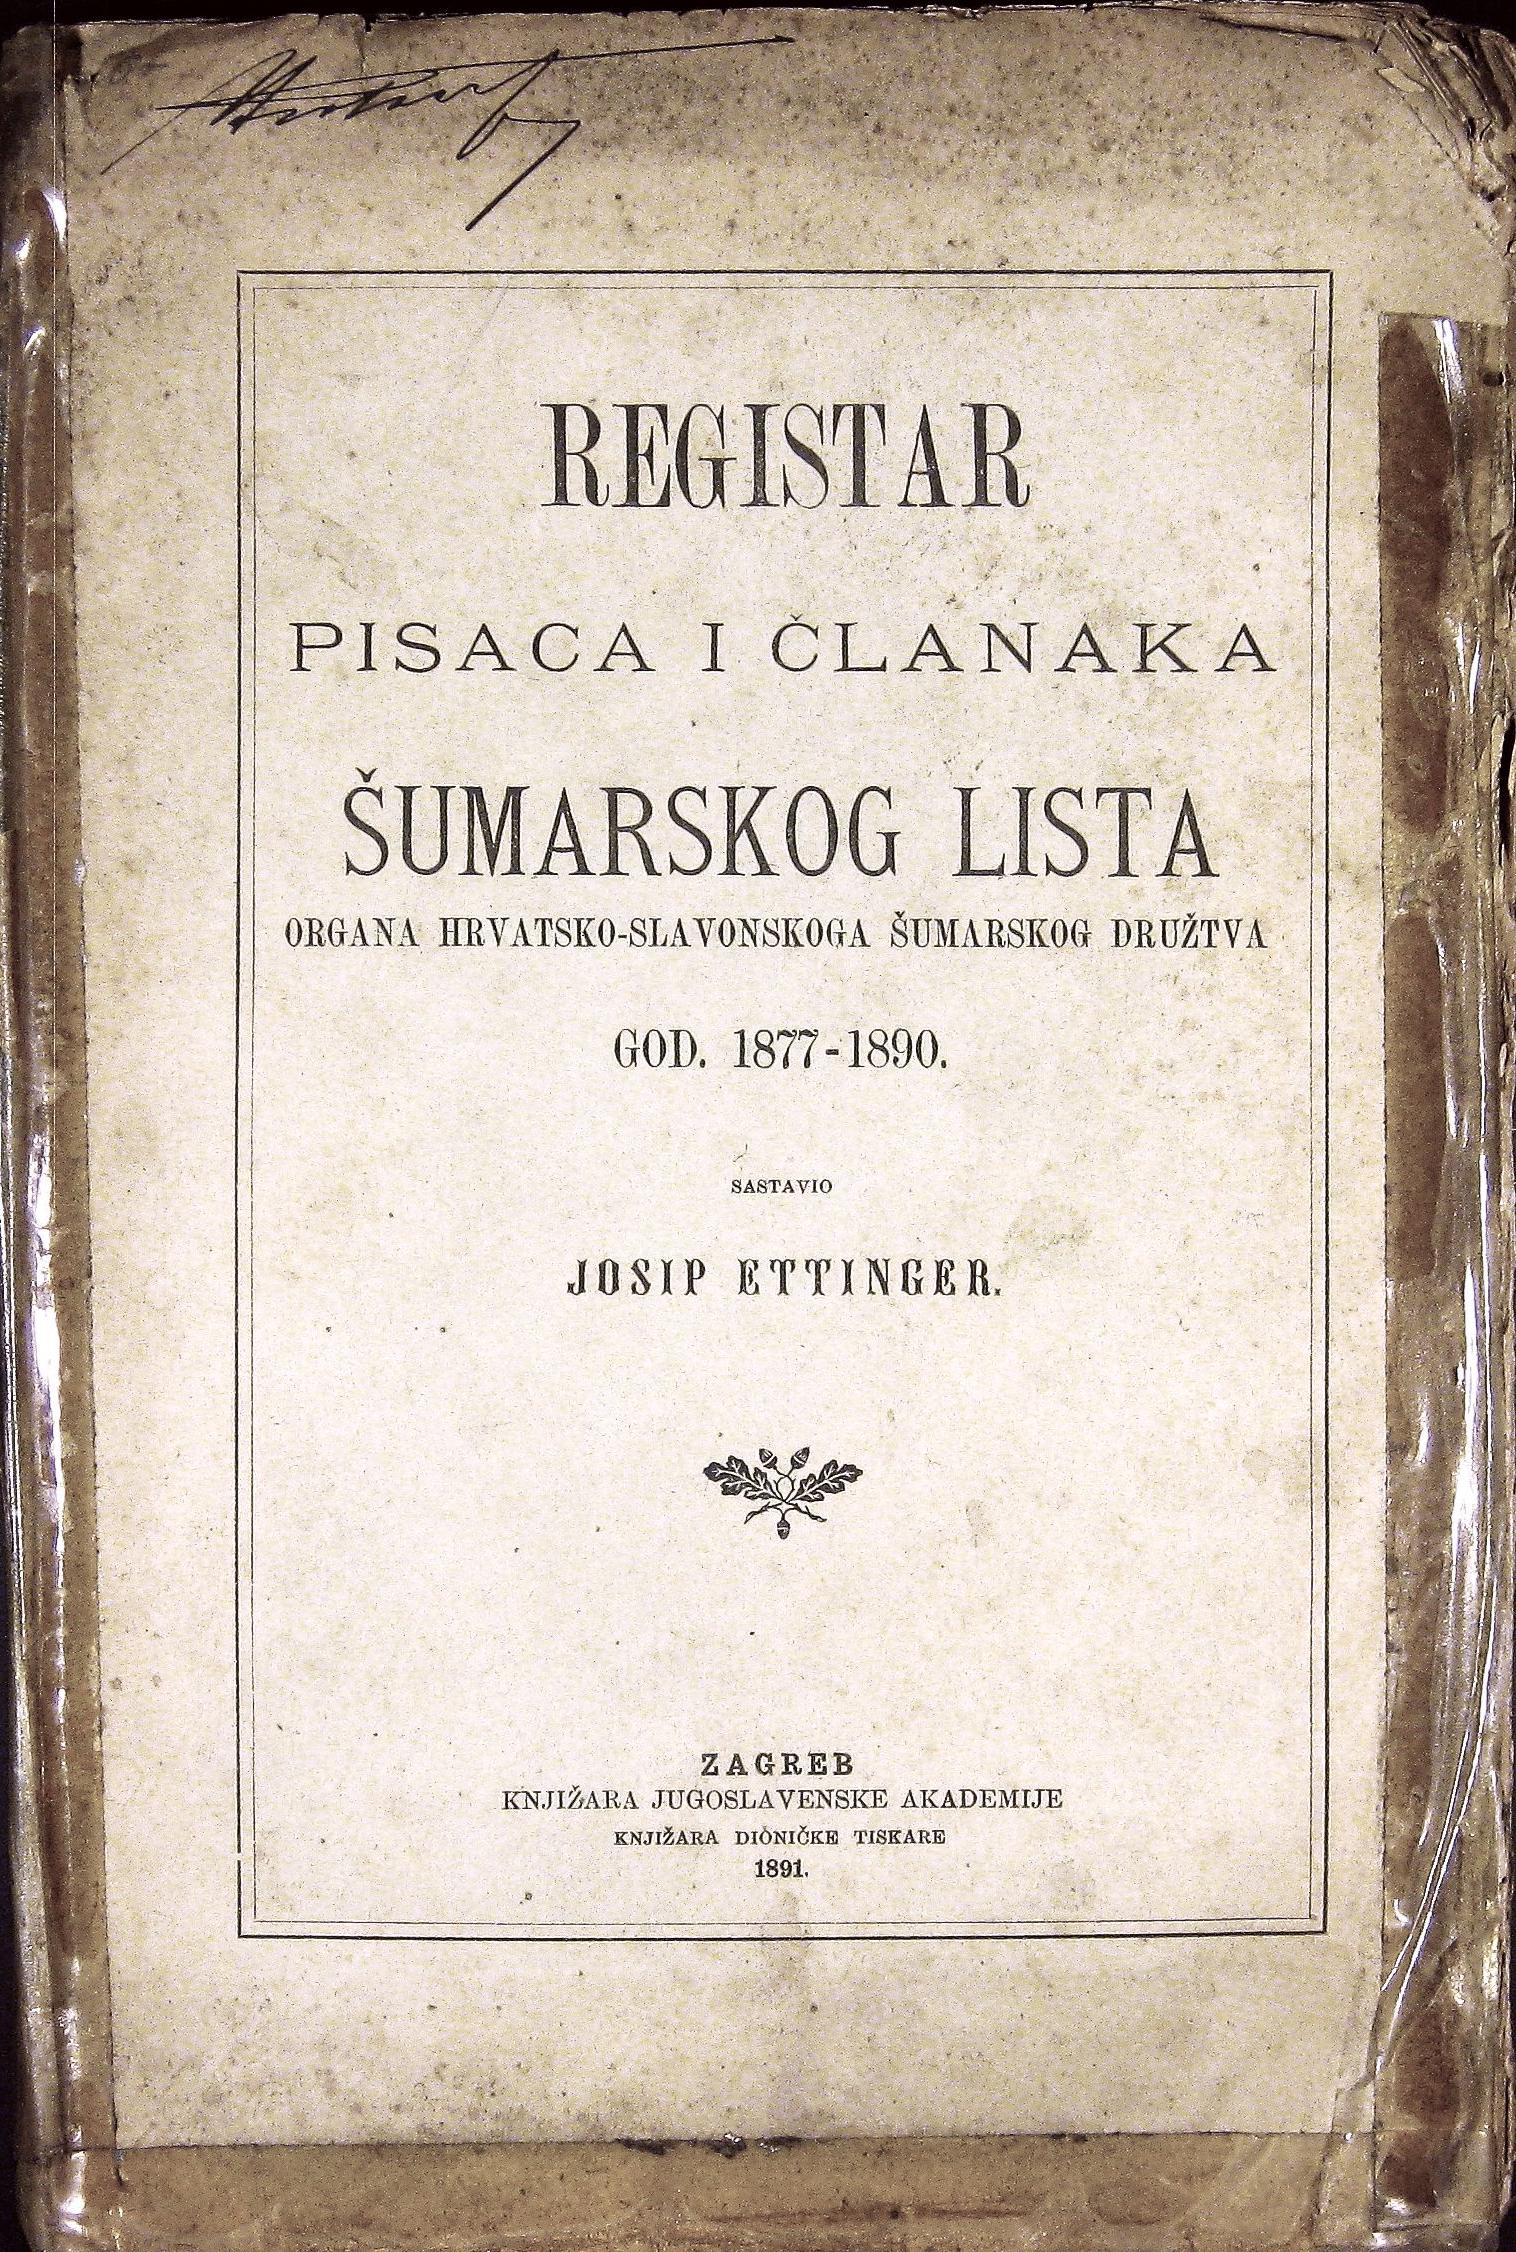 REGISTAR
PISACA I ČLANAKA
ŠUMARSKOG LISTA
ORGANA HRVATSKO-SLAVONSKOGA ŠUMARSKOG DRUŽTVA
GOD. 1877-1890.
SASTAVIO
JOSIP ETTINGER.
ZAGREB
KNJIŽARA JUGOSLAVENSKE AKADEMIJE
KNJIŽARA DIONIČKE TISKARE
1891.